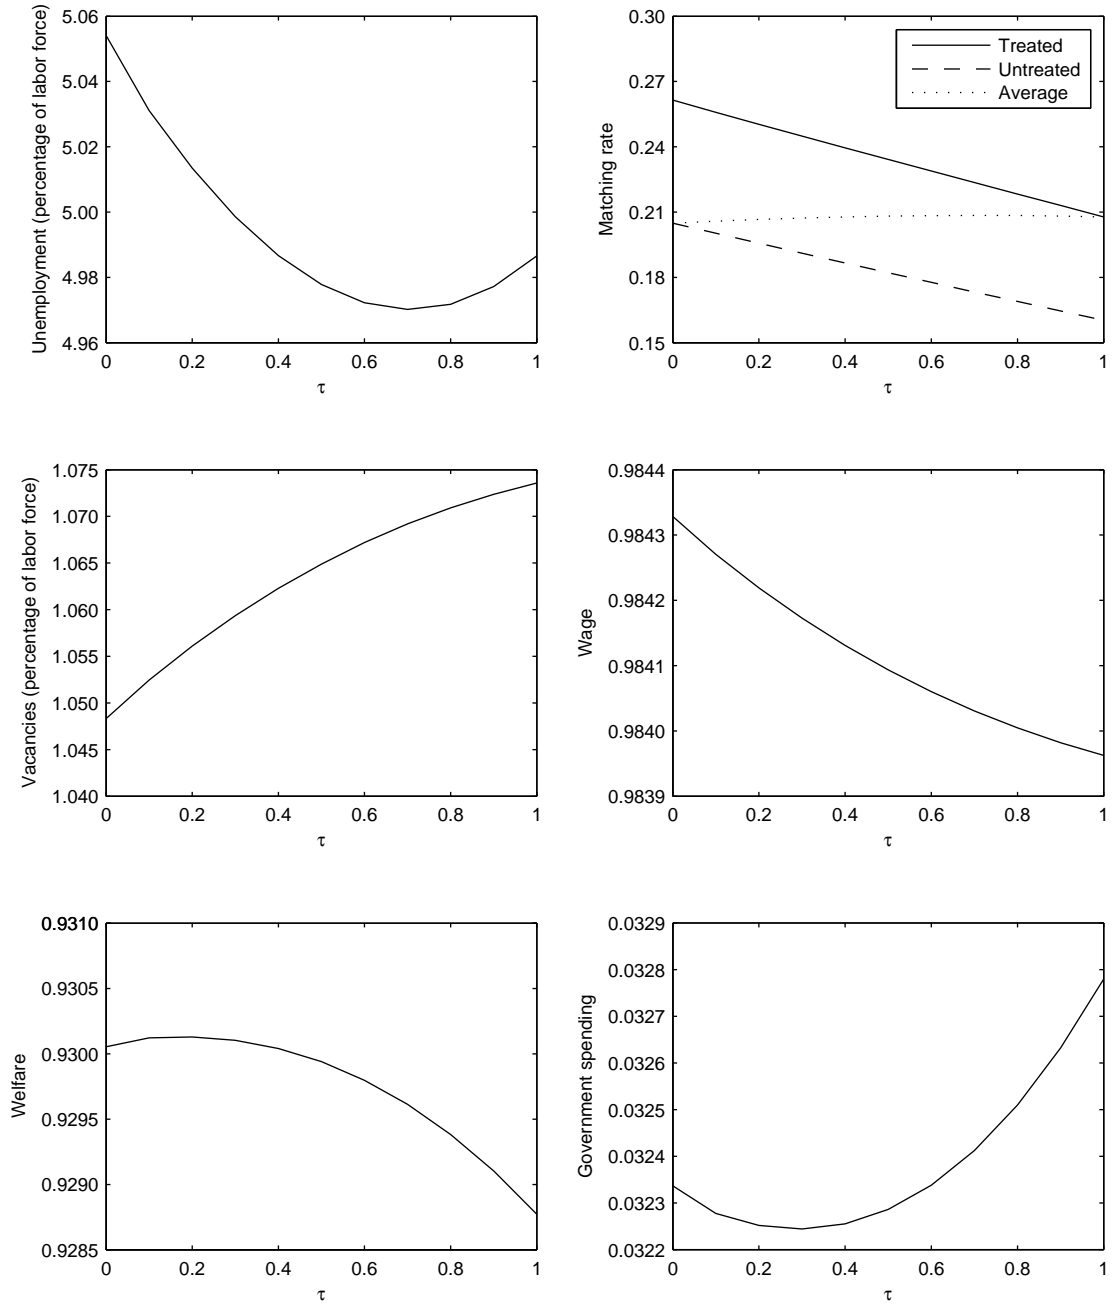 Unemployment (percentage of labor force)
5.06
5.04
5.02
5.00
4.98
4.96
0 0.2 0.4 0.6 0.8 1
τ
Matching rate
0.30
0.27
0.24
0.21
0.18
0.15
Treated
Untreated
Average
0 0.2 0.4 0.6 0.8 1
τ
Vacancies (percentage of labor force)
1.075
1.070
1.065
1.060
1.055
1.050
1.045
1.040
0 0.2 0.4 0.6 0.8 1
τ
Wage
0.9844
0.9843
0.9842
0.9841
0.9840
0.9839
0 0.2 0.4 0.6 0.8 1
τ
Welfare
0.9310
0.9305
0.9300
0.9295
0.9290
0.9285
0 0.2 0.4 0.6 0.8 1
τ
Government spending
0.0329
0.0328
0.0327
0.0326
0.0325
0.0324
0.0323
0.0322
0 0.2 0.4 0.6 0.8 1
τ